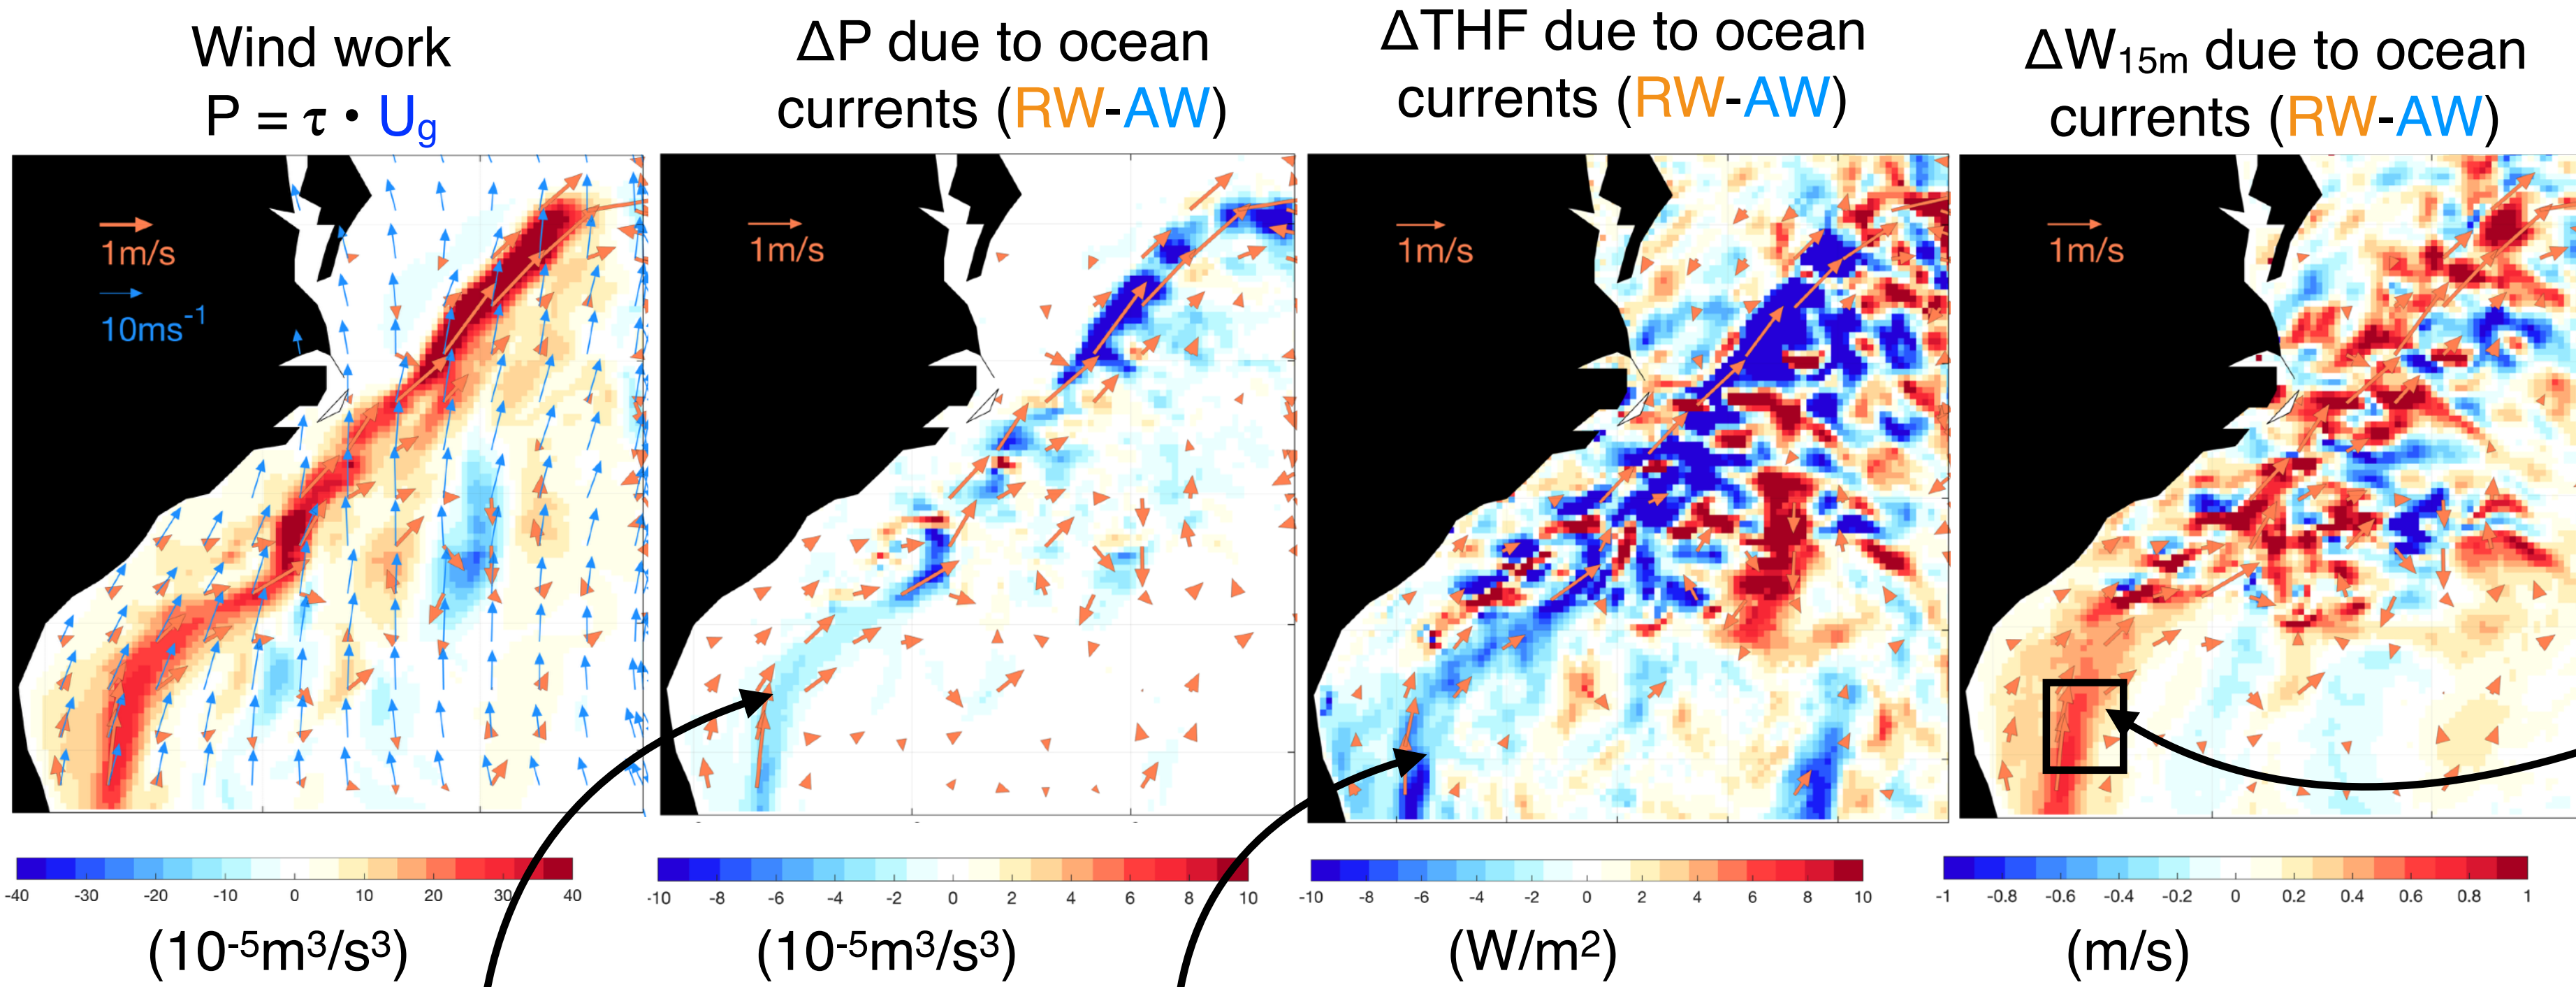 Wind work
P = τ • Ug
ΔP due to ocean
currents (RW-AW)
ΔTHF due to ocean
currents (RW-AW)
ΔW15m due to ocean
currents (RW-AW)
1m/s
10ms-1
1m/s
1m/s
1m/s
-40 -30 -20 -10 0 10 20 30 40
-10 -8 -6 -4 -2 0 2 4 6 8 10
-10 -8 -6 -4 -2 0 2 4 6 8 10
-1 -0.8 -0.6 -0.4 -0.2 0 0.2 0.4 0.6 0.8 1
(10-5m3/s3)
(10-5m3/s3)
(W/m2)
(m/s)